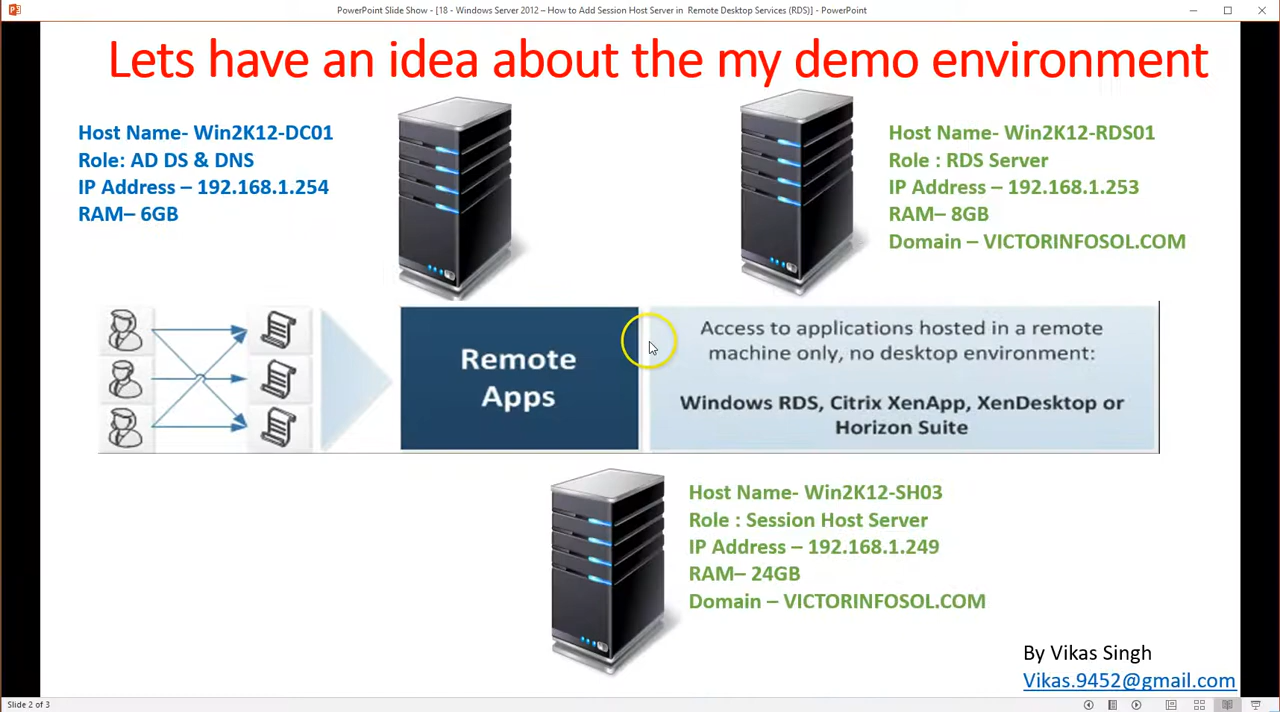 PowerPoint Slide Show - [18 - Windows Server 2012 – How to Add Session Host Server in Remote Desktop Services (RDS)] - PowerPoint
Lets have an idea about the my demo environment
Host Name- Win2K12-DC01
Role: AD DS & DNS
IP Address – 192.168.1.254
RAM– 6GB
Host Name- Win2K12-RDS01
Role : RDS Server
IP Address – 192.168.1.253
RAM– 8GB
Domain – VICTORINFOSOL.COM
Remote
Apps
Access to applications hosted in a remote
machine only, no desktop environment:
Windows RDS, Citrix XenApp, XenDesktop or
Horizon Suite
Host Name- Win2K12-SH03
Role : Session Host Server
IP Address – 192.168.1.249
RAM– 24GB
Domain – VICTORINFOSOL.COM
By Vikas Singh
Vikas.9452@gmail.com
Slide 2 of 3